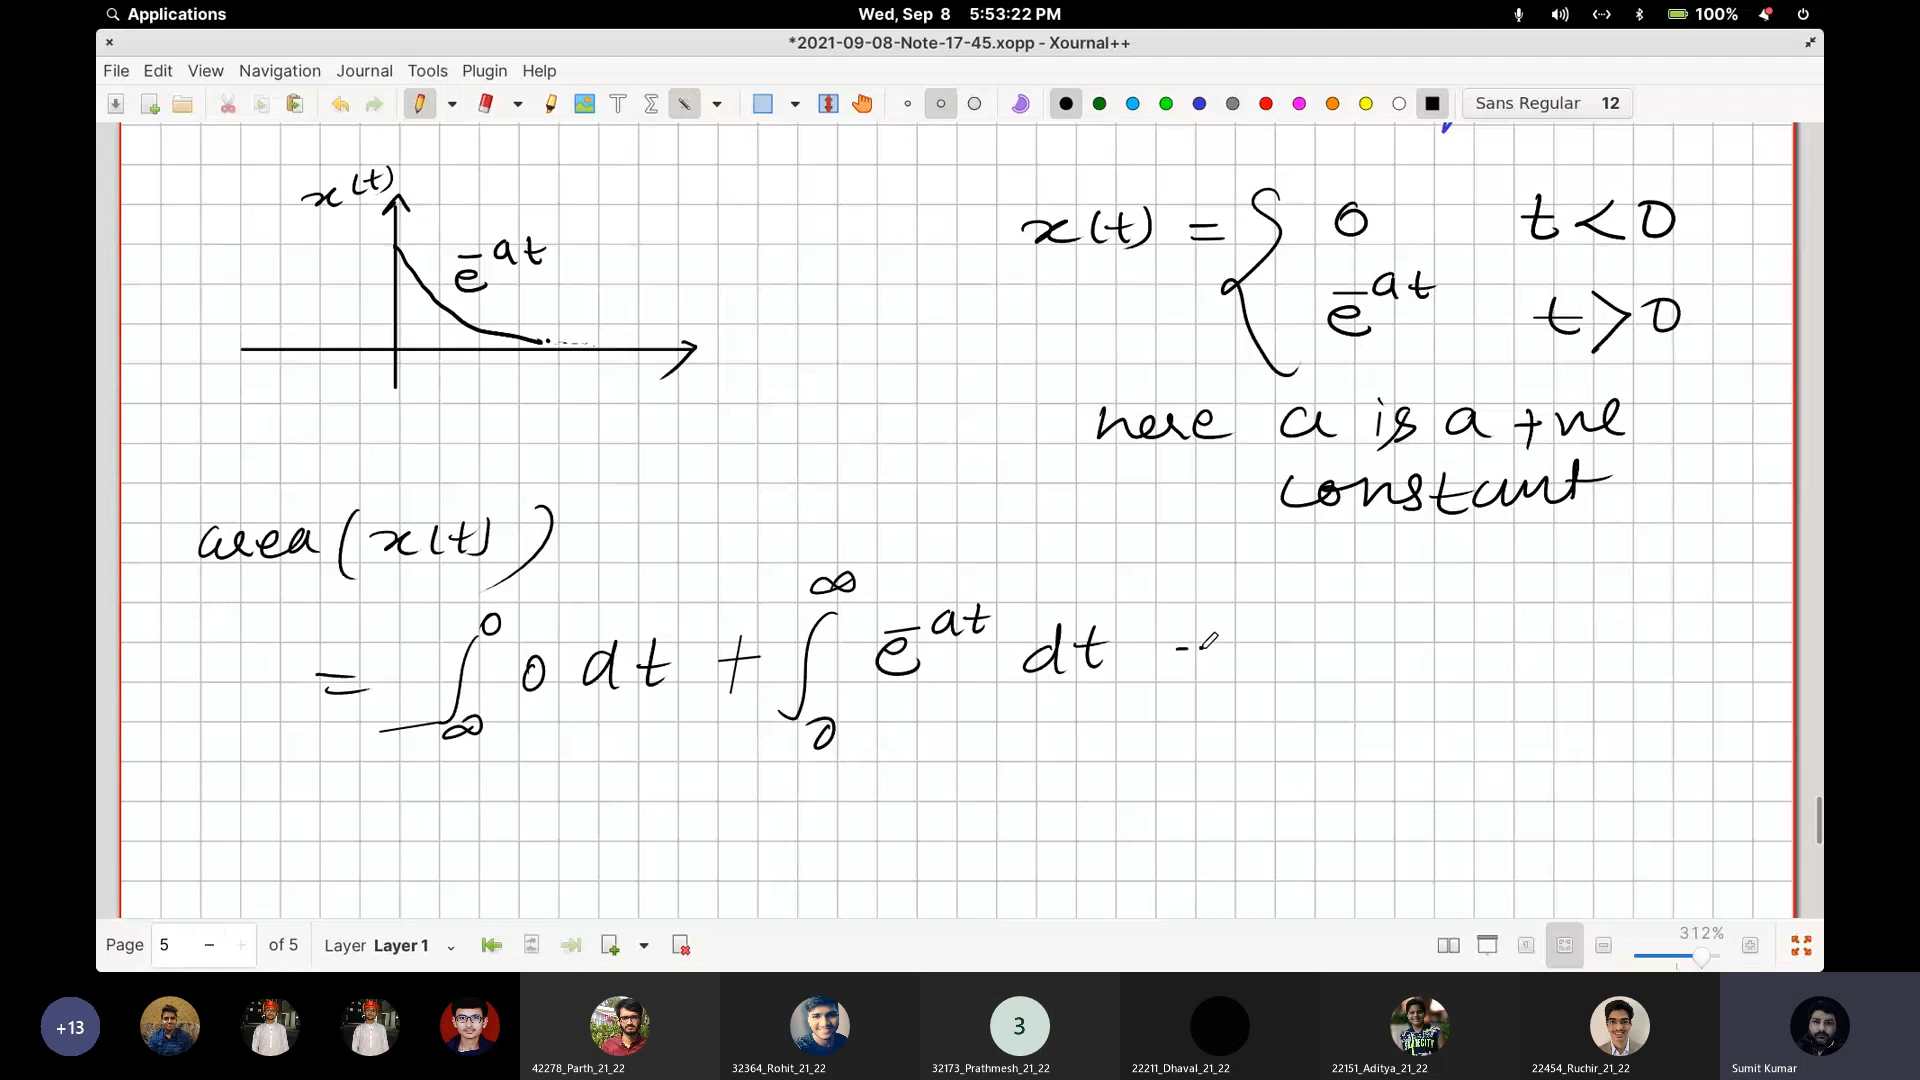 Applications
Wed, Sep 8 5:53:22 PM
100%
*2021-09-08-Note-17-45.xopp - Xournal++
File Edit View Navigation Journal Tools Plugin Help
Sans Regular 12
x(t)
e^-at
x(t) = { 0 t < 0
e^-at t > 0
here a is a +ve
constant
area (x(t))
= ∫_-∞^0 0 dt + ∫_0^∞ e^-at dt -
Page 5 of 5 Layer Layer 1
312%
+13
3
42278_Parth_21_22
32364_Rohit_21_22
32173_Prathmesh_21_22
22211_Dhaval_21_22
22151_Aditya_21_22
22454_Ruchir_21_22
Sumit Kumar